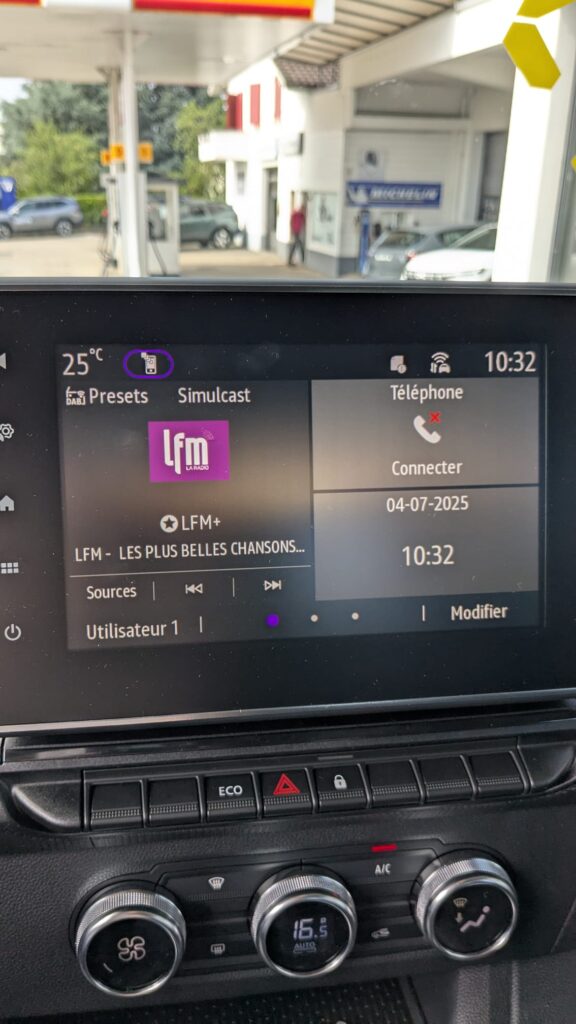 MICHELIN
25°C
10:32
DAB Presets
Simulcast
Téléphone
lfm
LA RADIO
Connecter
LFM+
04-07-2025
LFM - LES PLUS BELLES CHANSONS...
10:32
Sources
Utilisateur 1
Modifier
ECO
A/C
16.5
AUTO